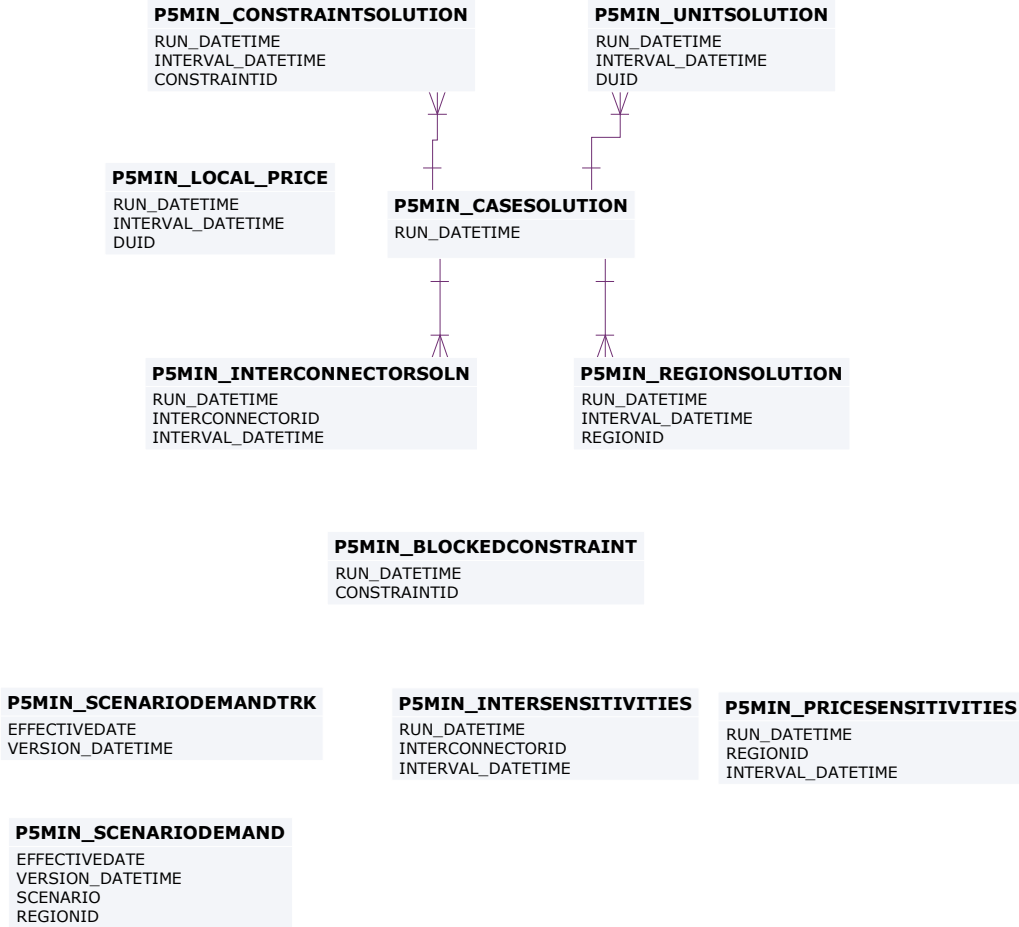 P5MIN_CONSTRAINTSOLUTION
RUN_DATETIME
INTERVAL_DATETIME
CONSTRAINTID
P5MIN_UNITSOLUTION
RUN_DATETIME
INTERVAL_DATETIME
DUID
P5MIN_LOCAL_PRICE
RUN_DATETIME
INTERVAL_DATETIME
DUID
P5MIN_CASESOLUTION
RUN_DATETIME
P5MIN_INTERCONNECTORSOLN
RUN_DATETIME
INTERCONNECTORID
INTERVAL_DATETIME
P5MIN_REGIONSOLUTION
RUN_DATETIME
INTERVAL_DATETIME
REGIONID
P5MIN_BLOCKEDCONSTRAINT
RUN_DATETIME
CONSTRAINTID
P5MIN_SCENARIODEMANDTRK
EFFECTIVEDATE
VERSION_DATETIME
P5MIN_INTERSENSITIVITIES
RUN_DATETIME
INTERCONNECTORID
INTERVAL_DATETIME
P5MIN_PRICESENSITIVITIES
RUN_DATETIME
REGIONID
INTERVAL_DATETIME
P5MIN_SCENARIODEMAND
EFFECTIVEDATE
VERSION_DATETIME
SCENARIO
REGIONID